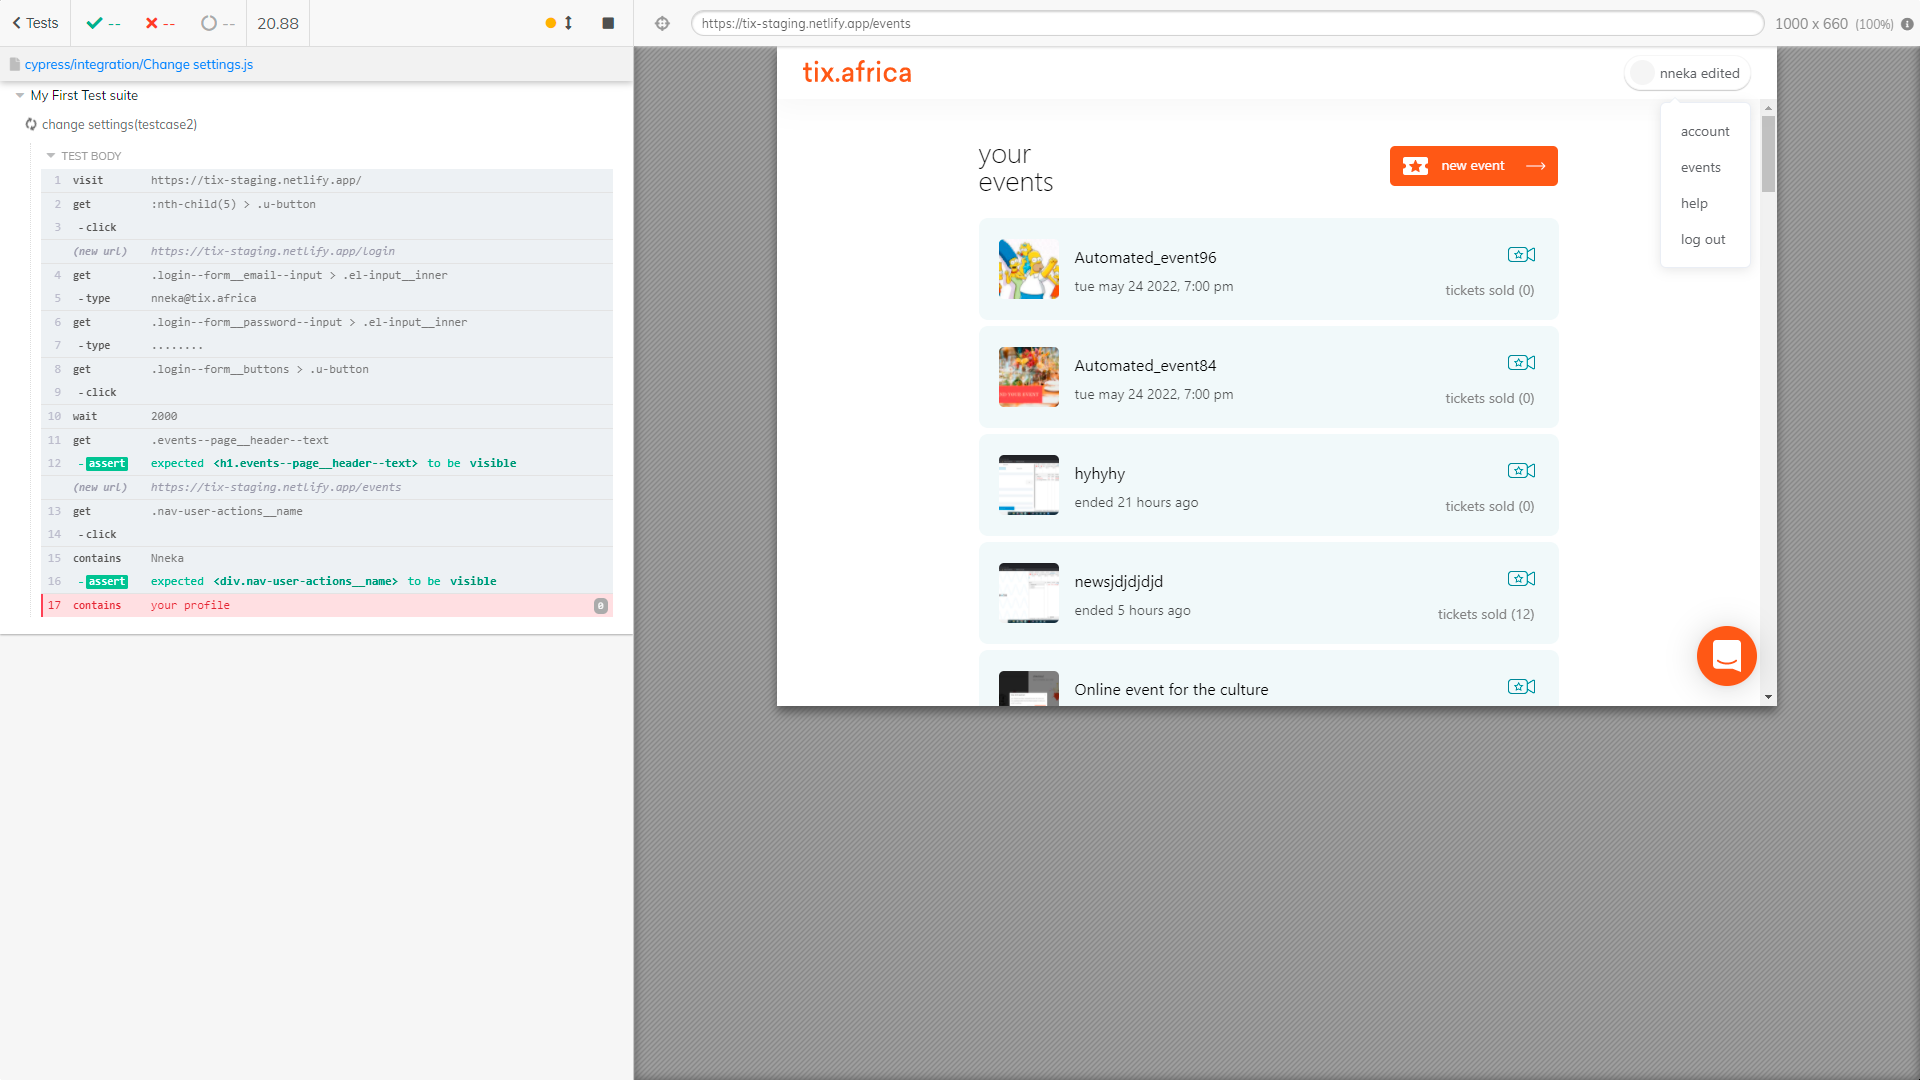 Tests
--
--
--
20.88
https://tix-staging.netlify.app/events
1000 x 660 (100%)
cypress/integration/Change settings.js
My First Test suite
change settings(testcase2)
TEST BODY
1 visit https://tix-staging.netlify.app/
2 get :nth-child(5) > .u-button
3 -click
(new url) https://tix-staging.netlify.app/login
4 get .login--form__email--input > .el-input__inner
5 -type nneka@tix.africa
6 get .login--form__password--input > .el-input__inner
7 -type ........
8 get .login--form__buttons > .u-button
9 -click
10 wait 2000
11 get .events--page__header--text
12 -assert expected <h1.events--page__header--text> to be visible
(new url) https://tix-staging.netlify.app/events
13 get .nav-user-actions__name
14 -click
15 contains Nneka
16 -assert expected <div.nav-user-actions__name> to be visible
17 contains your profile 0
tix.africa
nneka edited
account
events
help
log out
your
events
new event
Automated_event96
tue may 24 2022, 7:00 pm
tickets sold (0)
Automated_event84
tue may 24 2022, 7:00 pm
tickets sold (0)
hyhyhy
ended 21 hours ago
tickets sold (0)
newsjdjdjdjd
ended 5 hours ago
tickets sold (12)
Online event for the culture